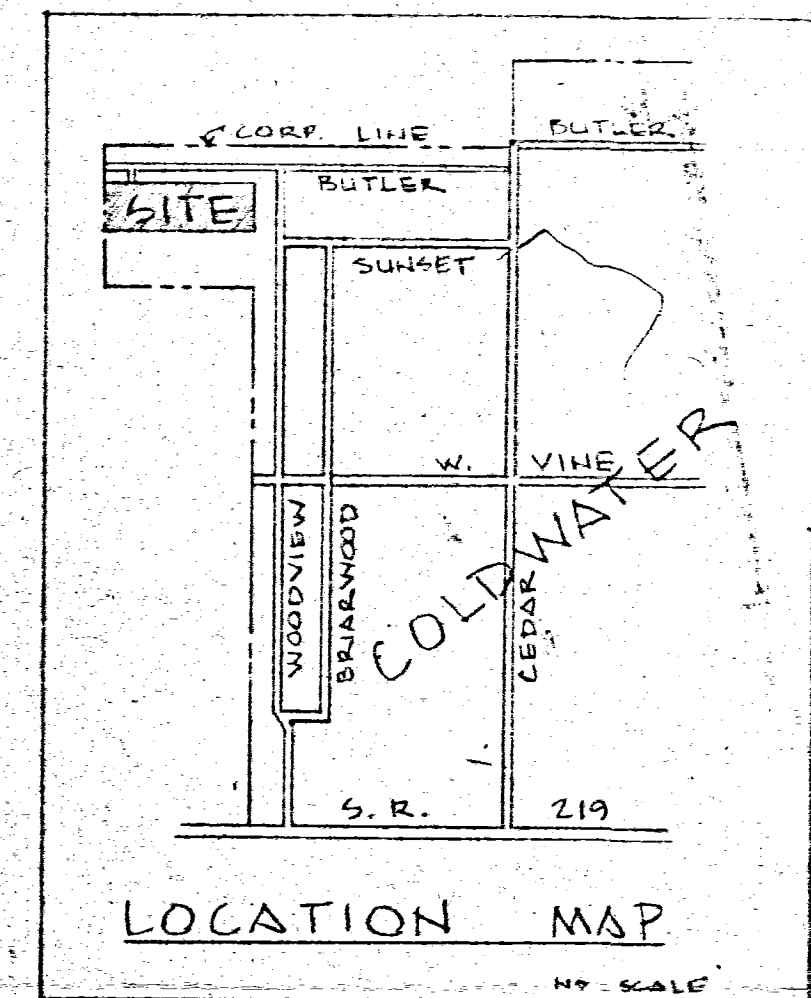 CORP. LINE
BUTLER
BUTLER
SITE
SUNSET
W. VINE
COLDWATER
WOODVIEW
BRIARWOOD
CEDAR
S. R. 219
LOCATION MAP
NO SCALE